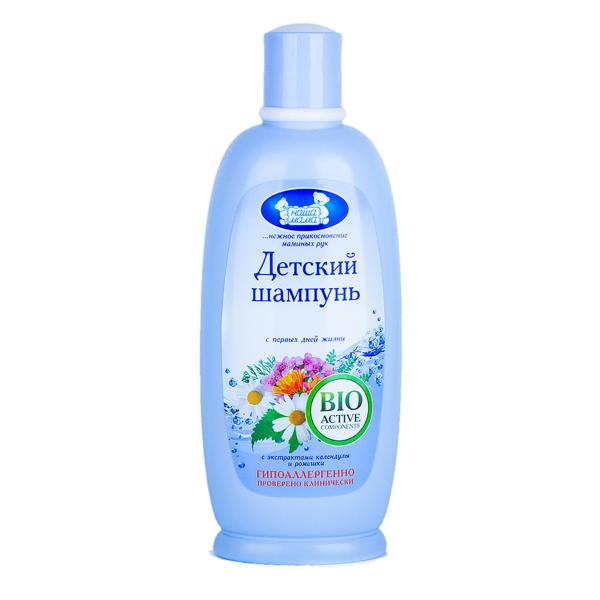 наша
мама
...нежное прикосновение
маминых рук
Детский
шампунь
с первых дней жизни
BIO
ACTIVE
COMPONENTS
с экстрактами календулы
и ромашки
ГИПОАЛЛЕРГЕННО
ПРОВЕРЕНО КЛИНИЧЕСКИ